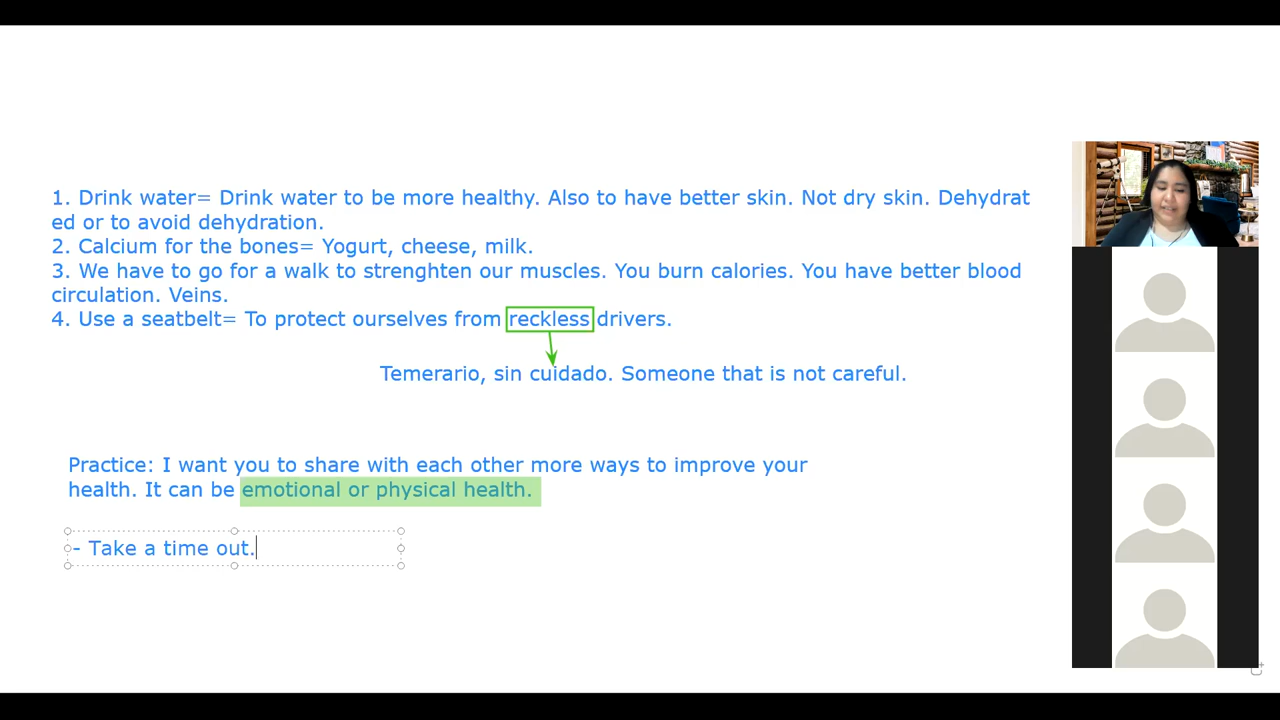 1. Drink water= Drink water to be more healthy. Also to have better skin. Not dry skin. Dehydrat
ed or to avoid dehydration.
2. Calcium for the bones= Yogurt, cheese, milk.
3. We have to go for a walk to strenghten our muscles. You burn calories. You have better blood
circulation. Veins.
4. Use a seatbelt= To protect ourselves from reckless drivers.
Temerario, sin cuidado. Someone that is not careful.
Practice: I want you to share with each other more ways to improve your
health. It can be emotional or physical health.
- Take a time out.